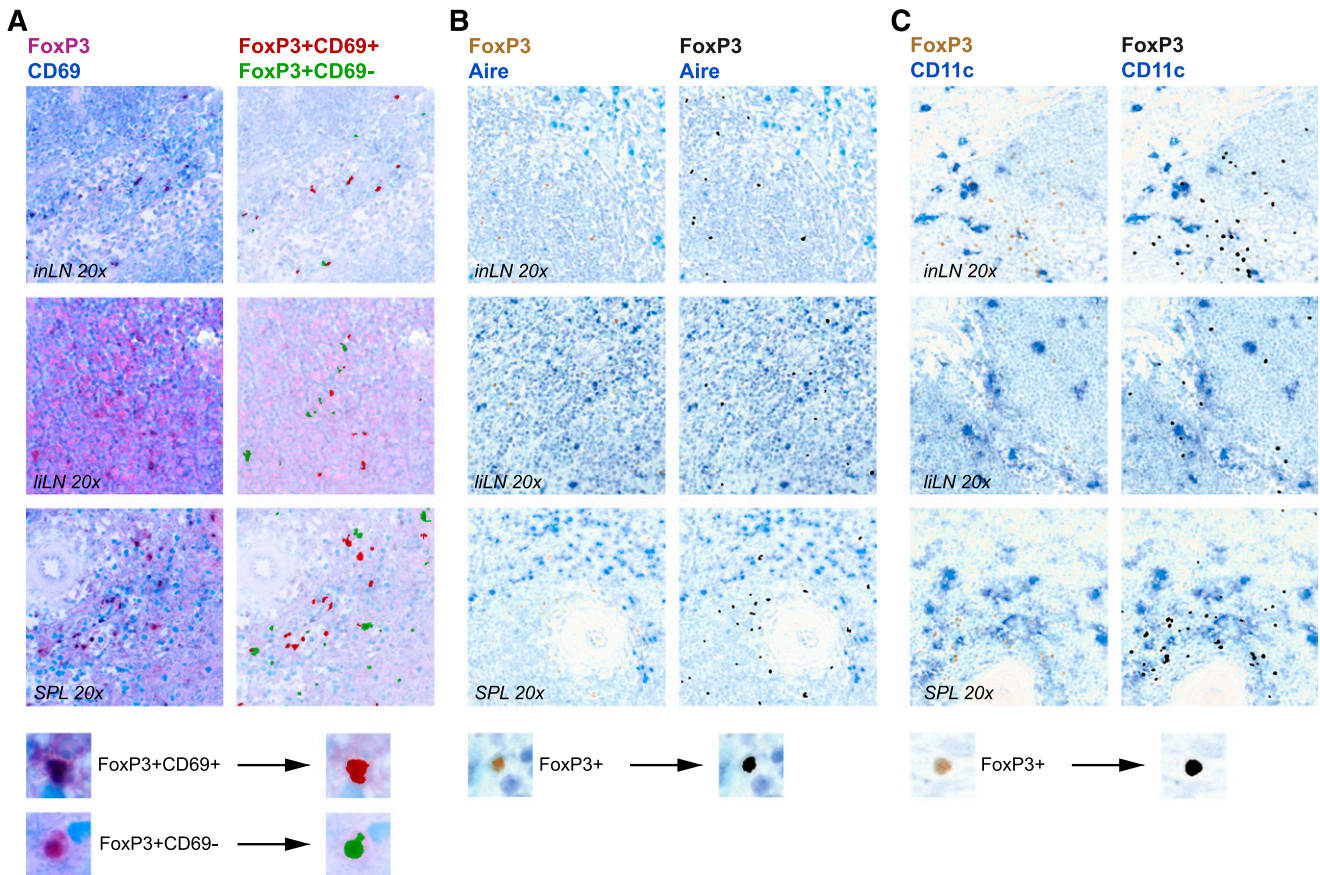 A
FoxP3
CD69
FoxP3+CD69+
FoxP3+CD69-
inLN 20x
liLN 20x
SPL 20x
FoxP3+CD69+
FoxP3+CD69-
B
FoxP3
Aire
FoxP3
Aire
inLN 20x
liLN 20x
SPL 20x
FoxP3+
C
FoxP3
CD11c
FoxP3
CD11c
inLN 20x
liLN 20x
SPL 20x
FoxP3+